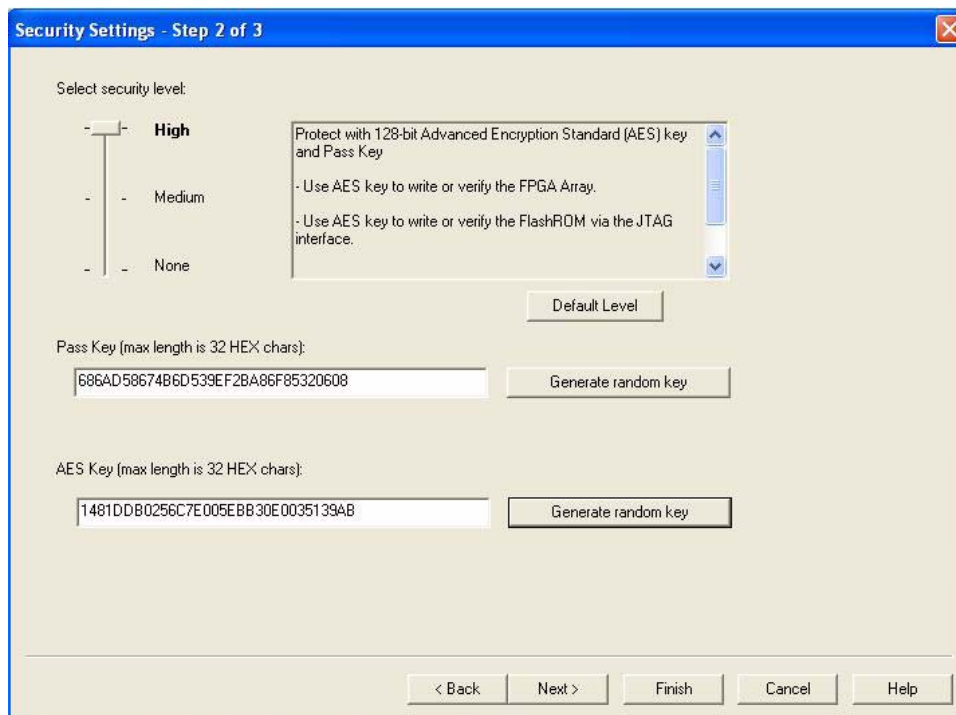 Security Settings - Step 2 of 3
Select security level:
High
Medium
None
Protect with 128-bit Advanced Encryption Standard (AES) key
and Pass Key
- Use AES key to write or verify the FPGA Array.
- Use AES key to write or verify the FlashROM via the JTAG
interface.
Default Level
Pass Key (max length is 32 HEX chars):
686AD58674B6D539EF2BA86F85320608
Generate random key
AES Key (max length is 32 HEX chars):
1481DDB0256C7E005EBB30E0035139AB
Generate random key
< Back
Next >
Finish
Cancel
Help